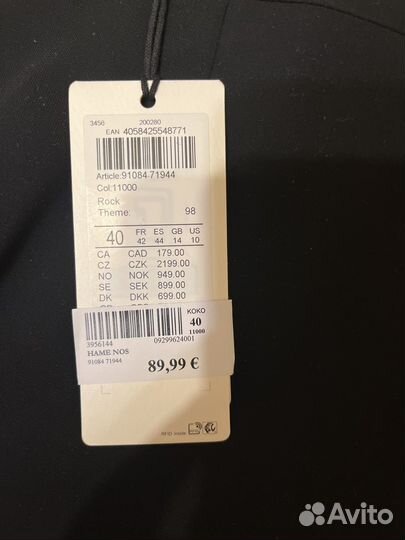 3456 200280
EAN 4058425548771
Article:91084-71944
Col:11000
Rock
Theme: 98
40 FR ES GB US
42 44 14 10
CA CAD 179.00
CZ CZK 2199.00
NO NOK 949.00
SE SEK 899.00
DK DKK 699.00
KOKO
40
11000
3956144 09299624001
HAME NOS
91084 71944
89,99 €
RFID inside
Avito